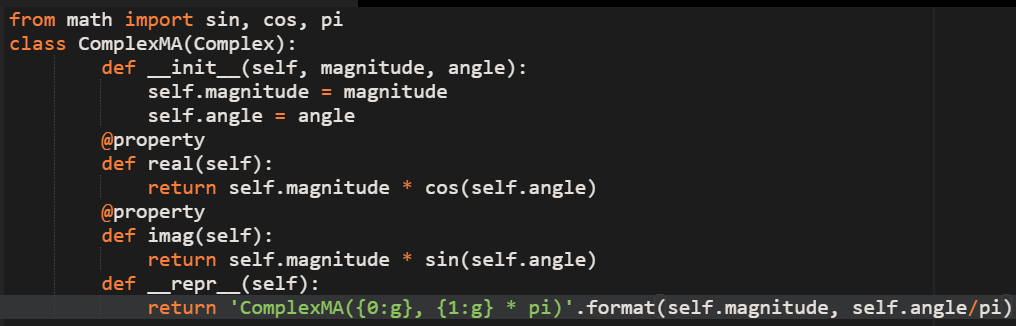 from math import sin, cos, pi
class ComplexMA(Complex):
        def __init__(self, magnitude, angle):
            self.magnitude = magnitude
            self.angle = angle
        @property
        def real(self):
            return self.magnitude * cos(self.angle)
        @property
        def imag(self):
            return self.magnitude * sin(self.angle)
        def __repr__(self):
            return 'ComplexMA({0:g}, {1:g} * pi)'.format(self.magnitude, self.angle/pi)